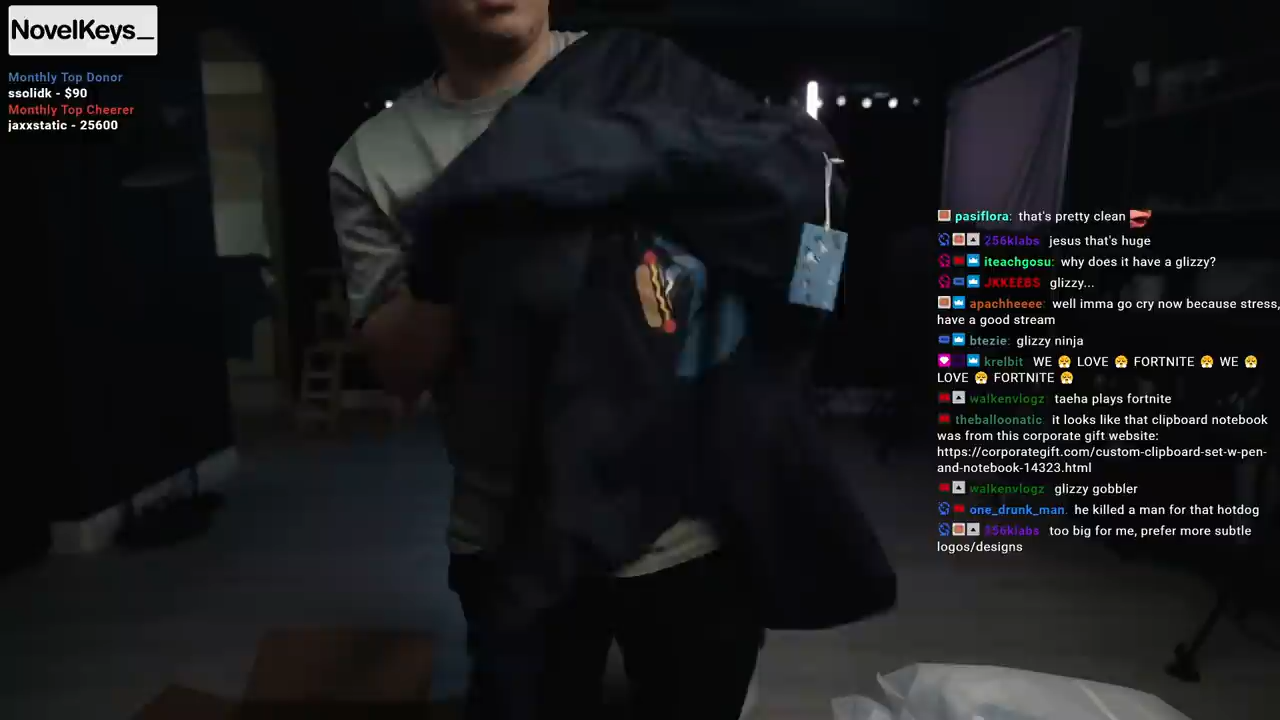 NovelKeys_
Monthly Top Donor
ssolidk - $90
Monthly Top Cheerer
jaxxstatic - 25600
pasiflora: that's pretty clean
256klabs jesus that's huge
iteachgosu: why does it have a glizzy?
JKKEEBS glizzy...
apachheeee: well imma go cry now because stress,
have a good stream
btezie: glizzy ninja
krelbit WE LOVE FORTNITE WE
LOVE FORTNITE
walkenvlogz taeha plays fortnite
theballoonatic: it looks like that clipboard notebook
was from this corporate gift website:
https://corporategift.com/custom-clipboard-set-w-pen-
and-notebook-14323.html
walkenvlogz glizzy gobbler
one_drunk_man. he killed a man for that hotdog
256klabs too big for me, prefer more subtle
logos/designs